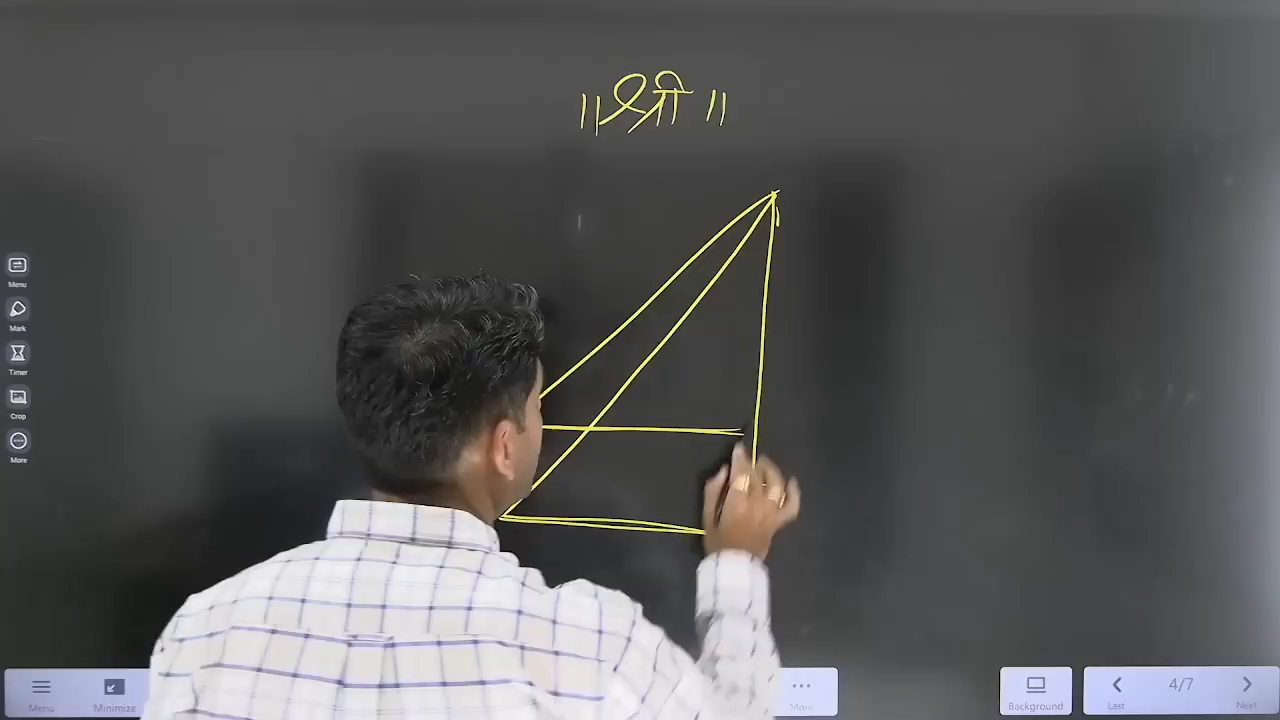 ॥ श्री ॥
Menu
Mark
Timer
Crop
More
Menu
Minimize
More
Background
Last
4/7
Next